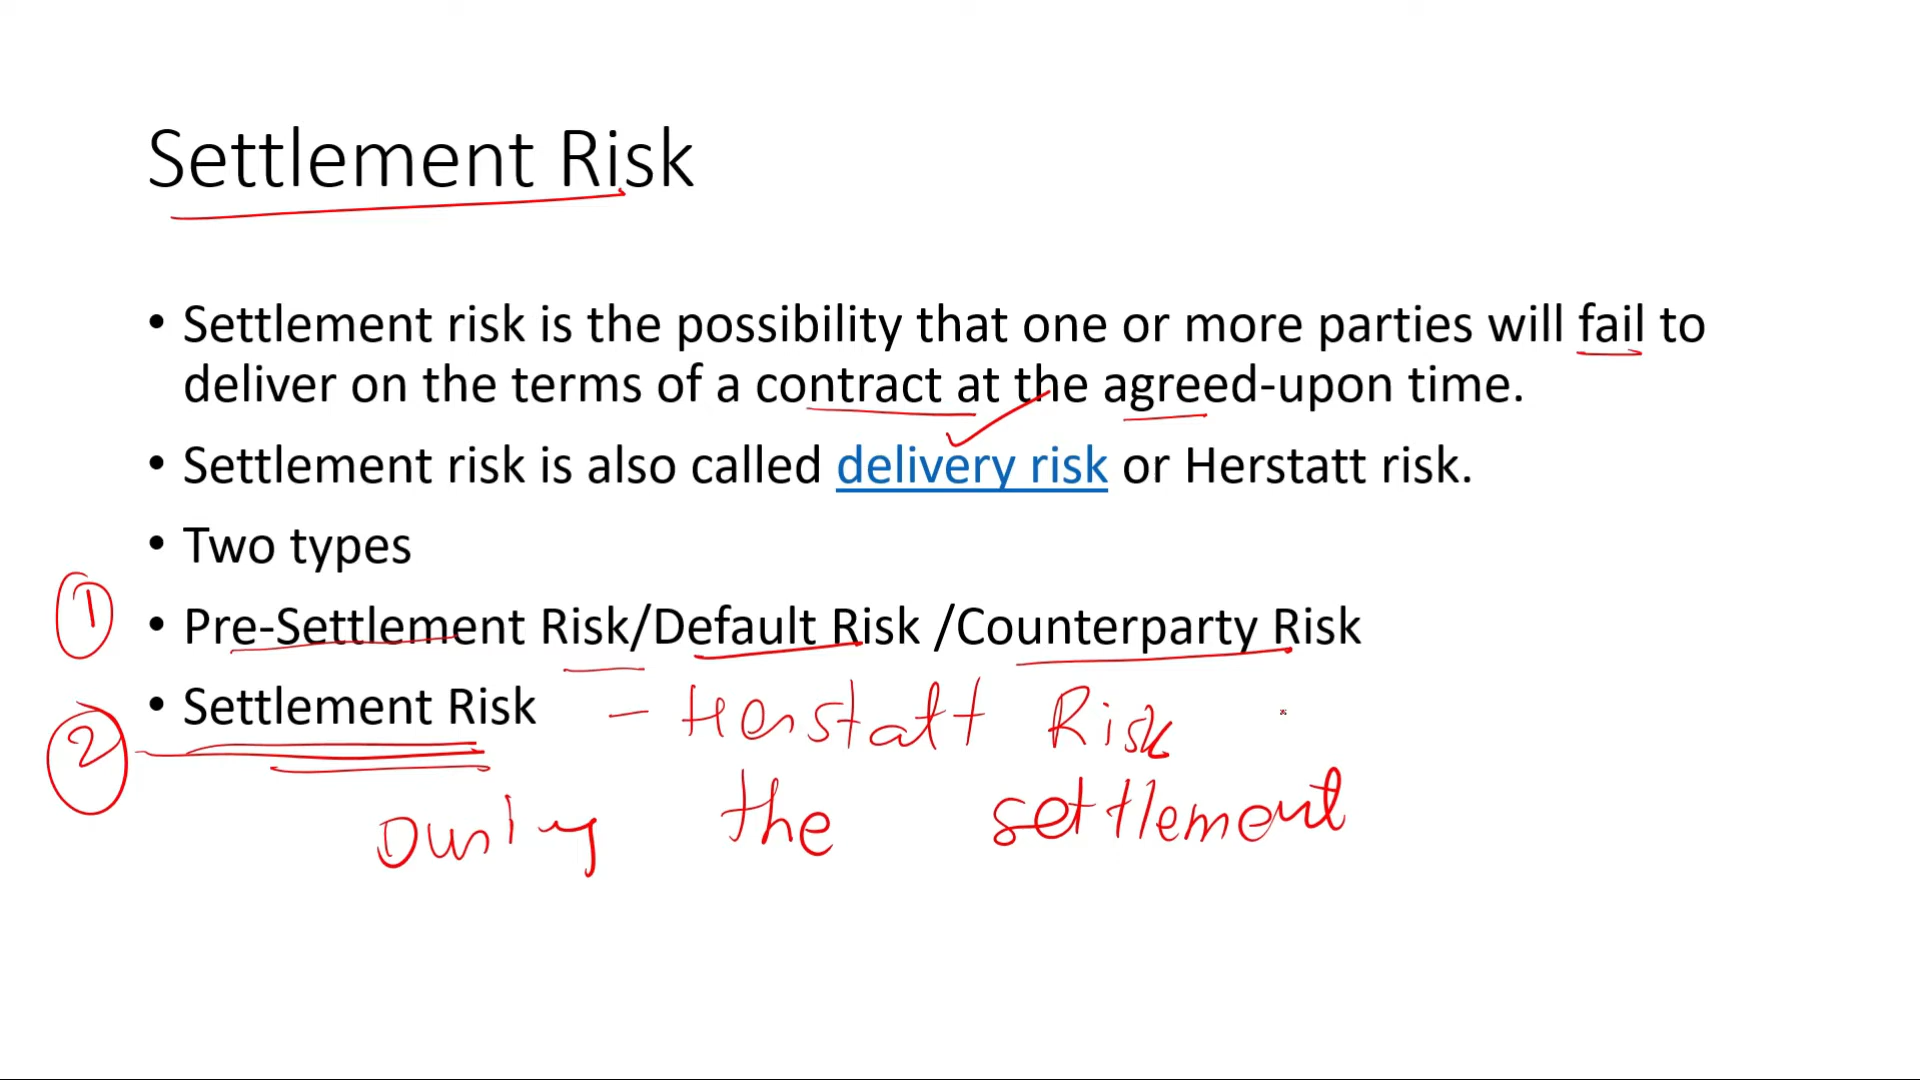 Settlement Risk
• Settlement risk is the possibility that one or more parties will fail to
deliver on the terms of a contract at the agreed-upon time.
• Settlement risk is also called delivery risk or Herstatt risk.
• Two types
1 • Pre-Settlement Risk/Default Risk /Counterparty Risk
2 • Settlement Risk - Herstatt Risk
During the settlement